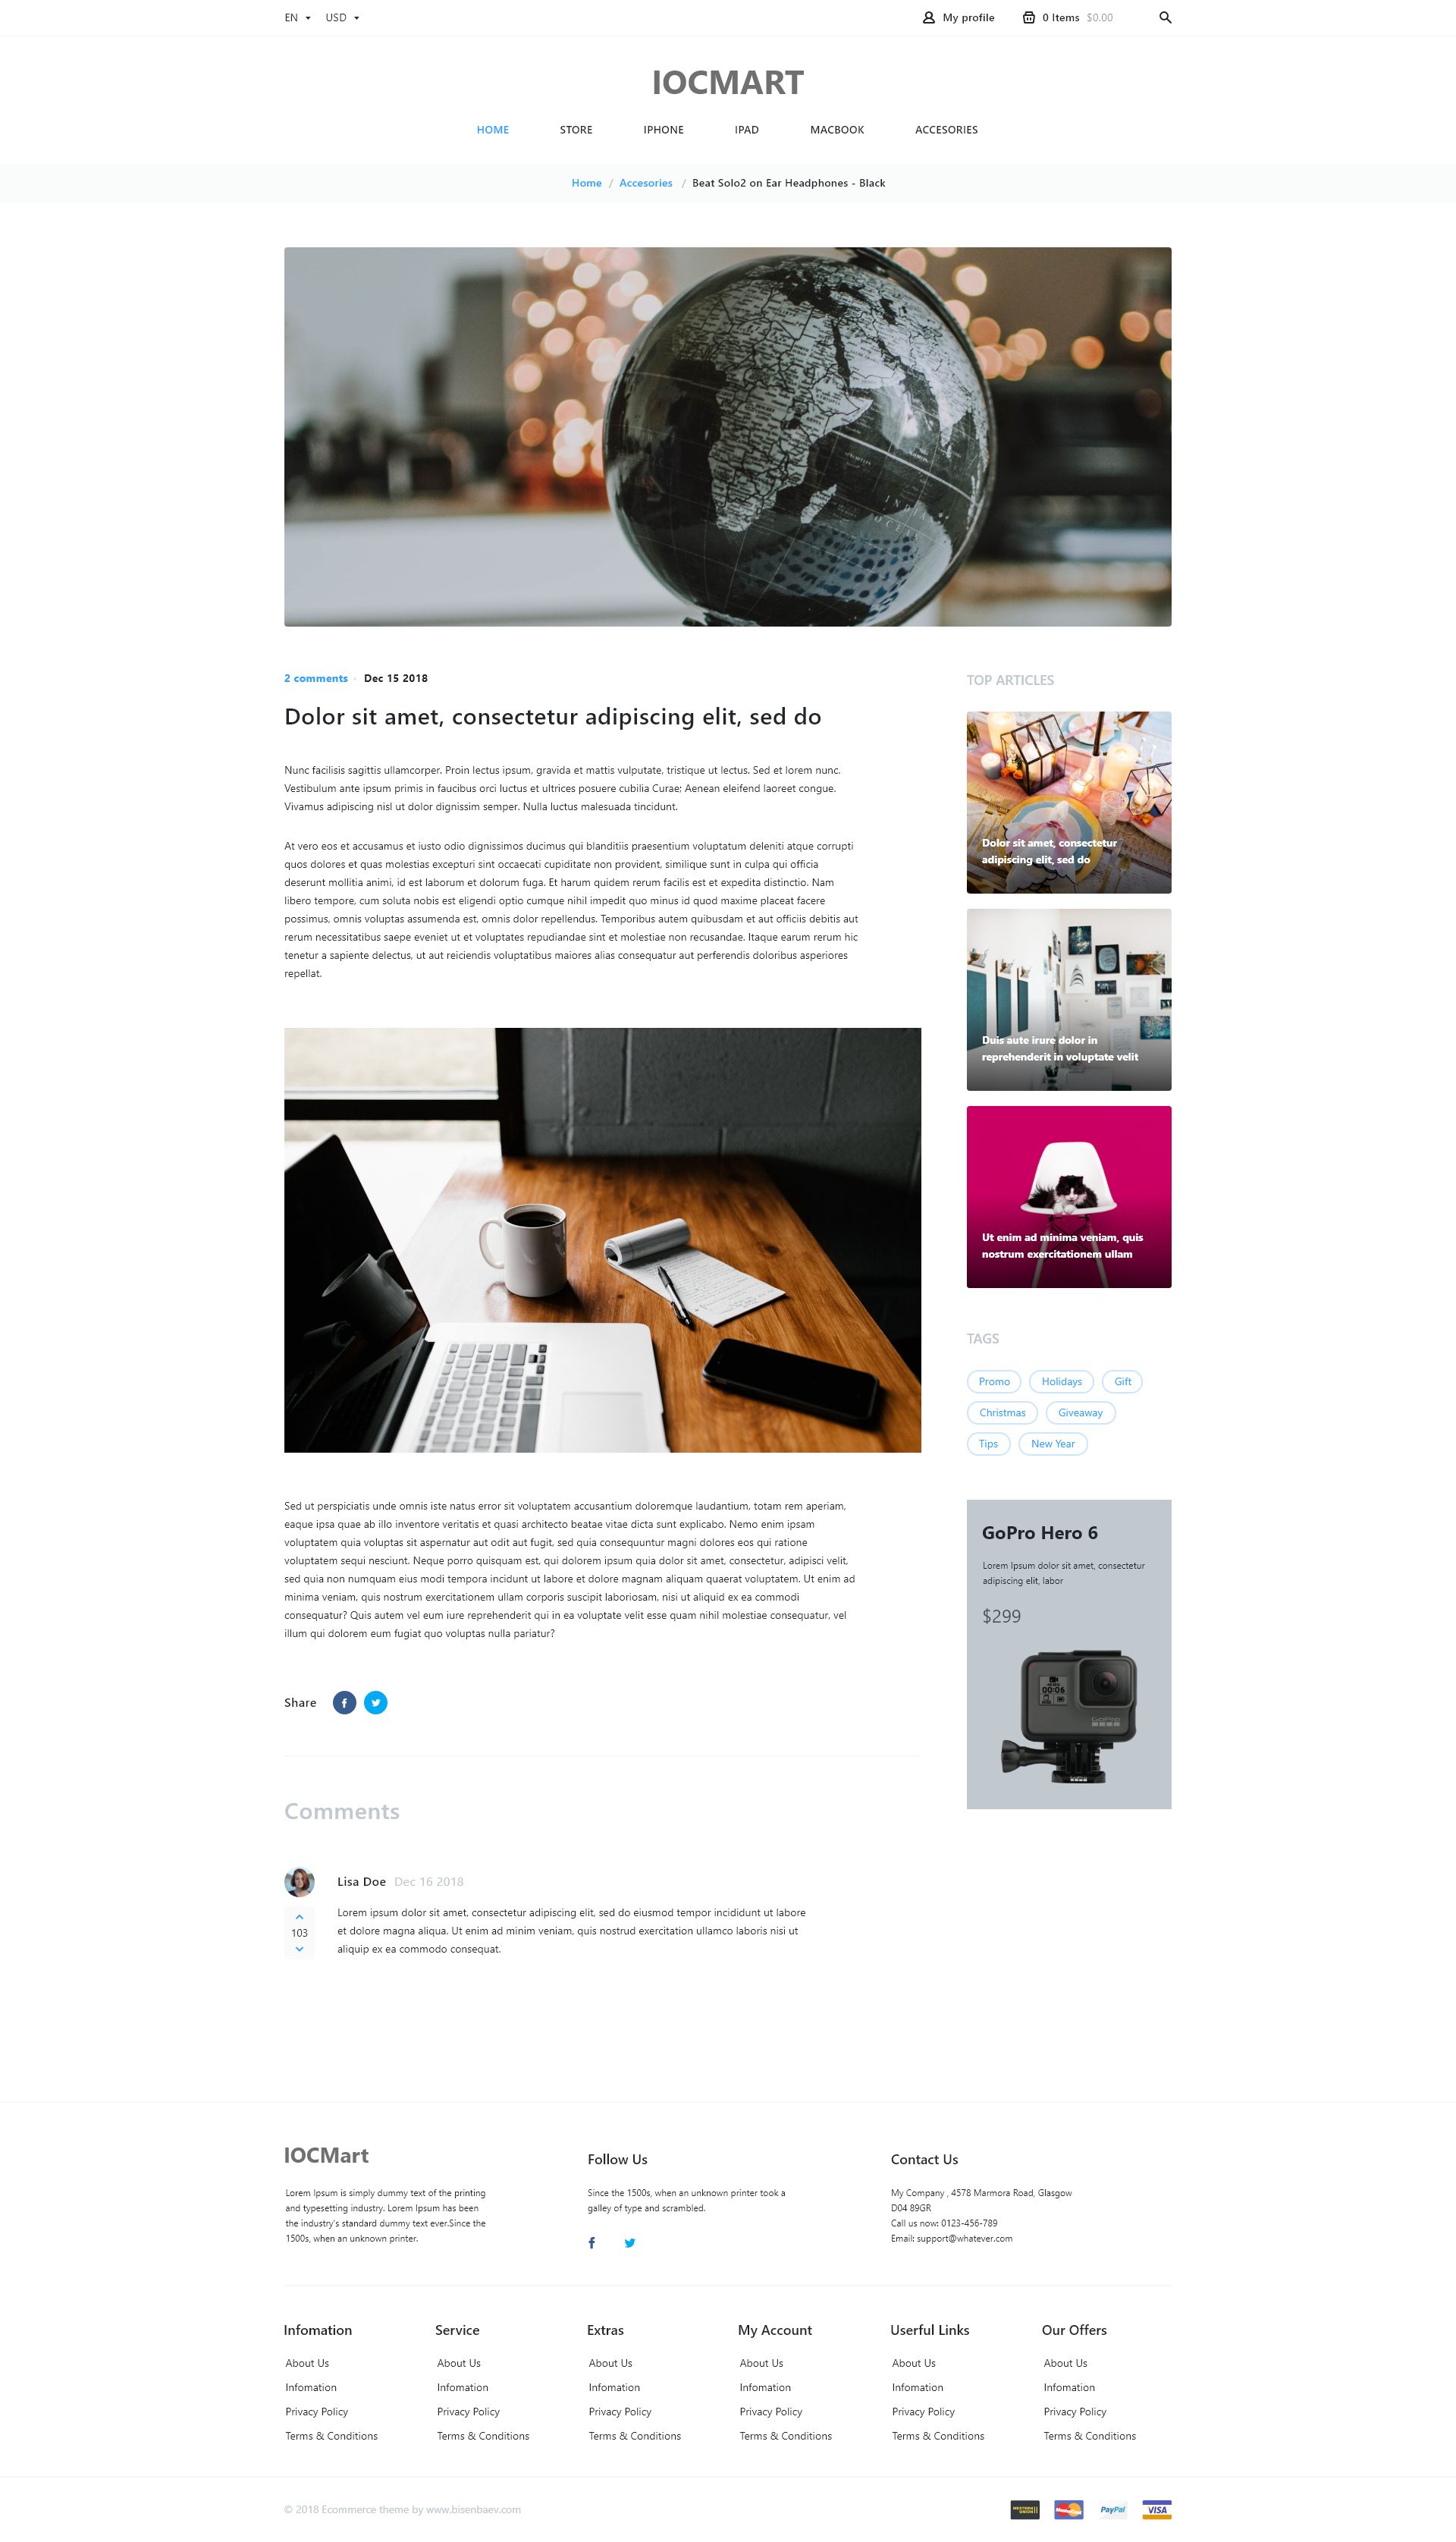 EN USD My profile 0 Items $0.00
IOCMART
HOME STORE IPHONE IPAD MACBOOK ACCESORIES
Home / Accesories / Beat Solo2 on Ear Headphones - Black
INDIAN
OCEAN
2 comments · Dec 15 2018
Dolor sit amet, consectetur adipiscing elit, sed do
Nunc facilisis sagittis ullamcorper. Proin lectus ipsum, gravida et mattis vulputate, tristique ut lectus. Sed et lorem nunc.
Vestibulum ante ipsum primis in faucibus orci luctus et ultrices posuere cubilia Curae; Aenean eleifend laoreet congue.
Vivamus adipiscing nisl ut dolor dignissim semper. Nulla luctus malesuada tincidunt.
At vero eos et accusamus et iusto odio dignissimos ducimus qui blanditiis praesentium voluptatum deleniti atque corrupti
quos dolores et quas molestias excepturi sint occaecati cupiditate non provident, similique sunt in culpa qui officia
deserunt mollitia animi, id est laborum et dolorum fuga. Et harum quidem rerum facilis est et expedita distinctio. Nam
libero tempore, cum soluta nobis est eligendi optio cumque nihil impedit quo minus id quod maxime placeat facere
possimus, omnis voluptas assumenda est, omnis dolor repellendus. Temporibus autem quibusdam et aut officiis debitis aut
rerum necessitatibus saepe eveniet ut et voluptates repudiandae sint et molestiae non recusandae. Itaque earum rerum hic
tenetur a sapiente delectus, ut aut reiciendis voluptatibus maiores alias consequatur aut perferendis doloribus asperiores
repellat.
Sed ut perspiciatis unde omnis iste natus error sit voluptatem accusantium doloremque laudantium, totam rem aperiam,
eaque ipsa quae ab illo inventore veritatis et quasi architecto beatae vitae dicta sunt explicabo. Nemo enim ipsam
voluptatem quia voluptas sit aspernatur aut odit aut fugit, sed quia consequuntur magni dolores eos qui ratione
voluptatem sequi nesciunt. Neque porro quisquam est, qui dolorem ipsum quia dolor sit amet, consectetur, adipisci velit,
sed quia non numquam eius modi tempora incidunt ut labore et dolore magnam aliquam quaerat voluptatem. Ut enim ad
minima veniam, quis nostrum exercitationem ullam corporis suscipit laboriosam, nisi ut aliquid ex ea commodi
consequatur? Quis autem vel eum iure reprehenderit qui in ea voluptate velit esse quam nihil molestiae consequatur, vel
illum qui dolorem eum fugiat quo voluptas nulla pariatur?
Share
Comments
Lisa Doe Dec 16 2018
Lorem ipsum dolor sit amet, consectetur adipiscing elit, sed do eiusmod tempor incididunt ut labore
et dolore magna aliqua. Ut enim ad minim veniam, quis nostrud exercitation ullamco laboris nisi ut
aliquip ex ea commodo consequat.
103
TOP ARTICLES
Dolor sit amet, consectetur
adipiscing elit, sed do
Duis aute irure dolor in
reprehenderit in voluptate velit
Ut enim ad minima veniam, quis
nostrum exercitationem ullam
TAGS
Promo Holidays Gift
Christmas Giveaway
Tips New Year
GoPro Hero 6
Lorem Ipsum dolor sit amet, consectetur
adipiscing elit, labor
$299
00:06
GoPro
IOCMart
Lorem Ipsum is simply dummy text of the printing
and typesetting industry. Lorem Ipsum has been
the industry's standard dummy text ever.Since the
1500s, when an unknown printer.
Follow Us
Since the 1500s, when an unknown printer took a
galley of type and scrambled.
Contact Us
My Company , 4578 Marmora Road, Glasgow
D04 89GR
Call us now: 0123-456-789
Email: support@whatever.com
Infomation
About Us
Infomation
Privacy Policy
Terms & Conditions
Service
About Us
Infomation
Privacy Policy
Terms & Conditions
Extras
About Us
Infomation
Privacy Policy
Terms & Conditions
My Account
About Us
Infomation
Privacy Policy
Terms & Conditions
Userful Links
About Us
Infomation
Privacy Policy
Terms & Conditions
Our Offers
About Us
Infomation
Privacy Policy
Terms & Conditions
© 2018 Ecommerce theme by www.bisenbaev.com
WESTERN
UNION
MasterCard
PayPal
VISA